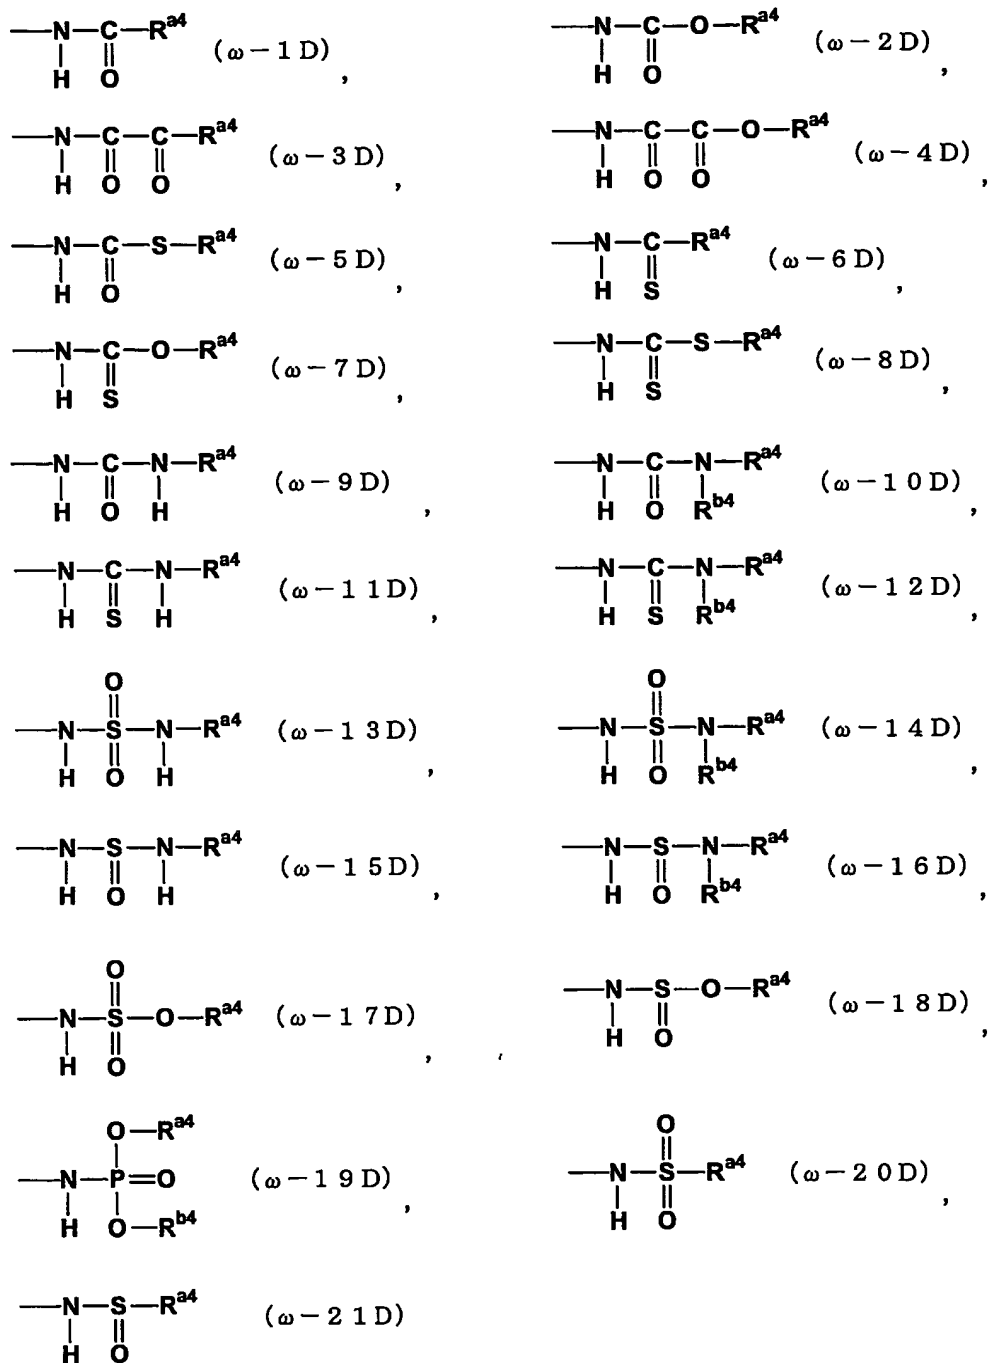 N C R^a4 (ω-1D),
H O
N C O R^a4 (ω-2D),
H O
N C C R^a4 (ω-3D),
H O O
N C C O R^a4 (ω-4D),
H O O
N C S R^a4 (ω-5D),
H O
N C R^a4 (ω-6D),
H S
N C O R^a4 (ω-7D),
H S
N C S R^a4 (ω-8D),
H S
N C N R^a4 (ω-9D),
H O H
N C N R^a4 (ω-10D),
H O R^b4
N C N R^a4 (ω-11D),
H S H
N C N R^a4 (ω-12D),
H S R^b4
O
N S N R^a4 (ω-13D),
H O H
O
N S N R^a4 (ω-14D),
H O R^b4
N S N R^a4 (ω-15D),
H O H
N S N R^a4 (ω-16D),
H O R^b4
O
N S O R^a4 (ω-17D),
H O
N S O R^a4 (ω-18D),
H O
O R^a4
N P O (ω-19D),
H O R^b4
O
N S R^a4 (ω-20D),
H O
N S R^a4 (ω-21D)
H O